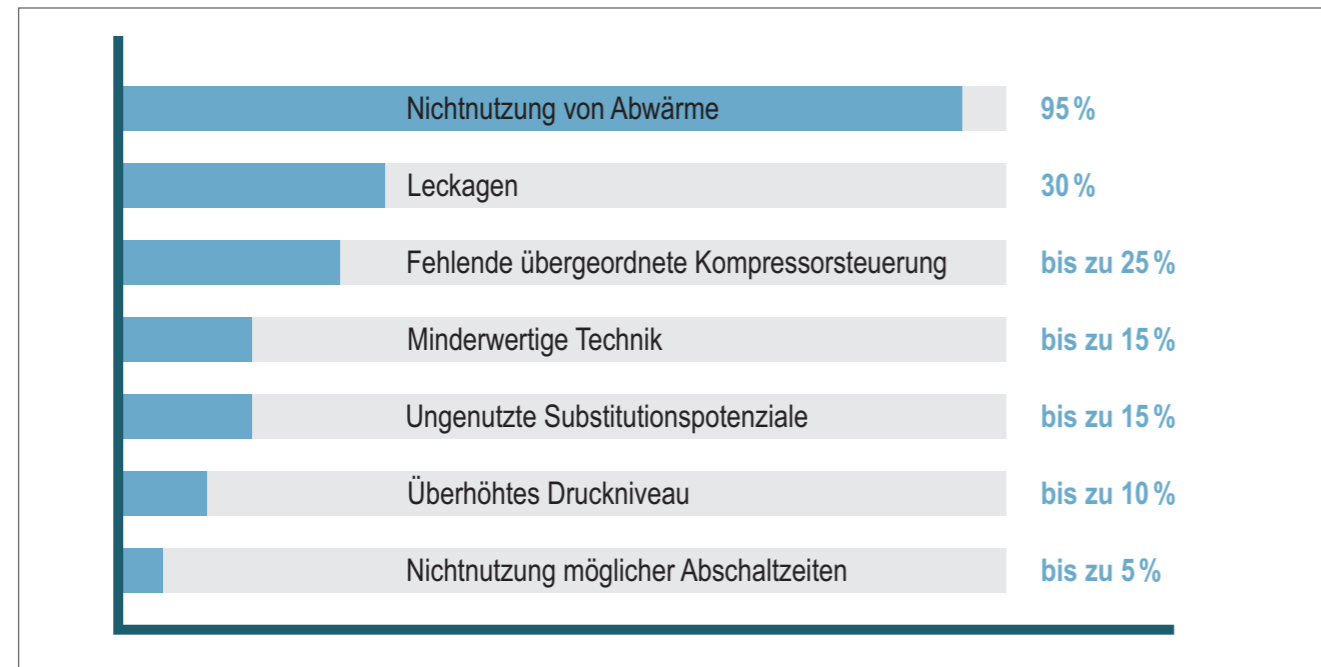 Nichtnutzung von Abwärme 95 %
Leckagen 30 %
Fehlende übergeordnete Kompressorsteuerung bis zu 25 %
Minderwertige Technik bis zu 15 %
Ungenutzte Substitutionspotenziale bis zu 15 %
Überhöhtes Druckniveau bis zu 10 %
Nichtnutzung möglicher Abschaltzeiten bis zu 5 %